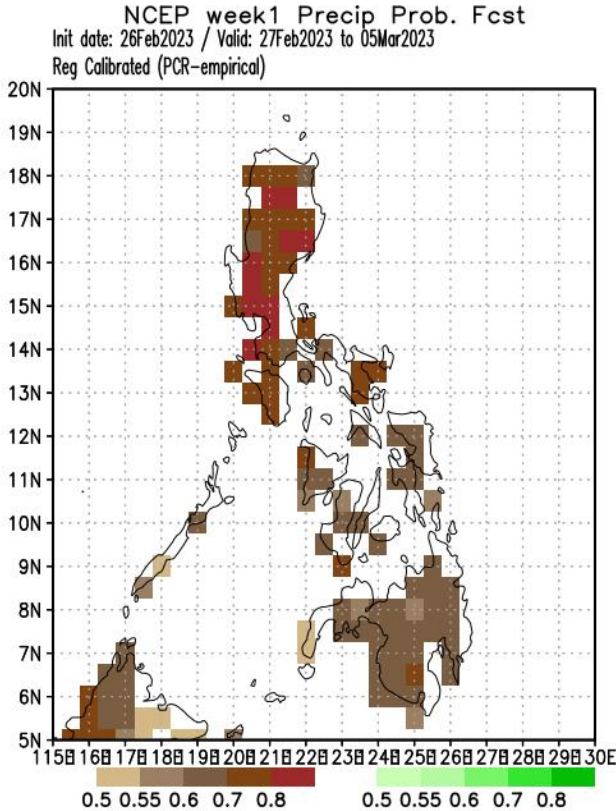 NCEP week1 Precip Prob. Fcst
Init date: 26Feb2023 / Valid: 27Feb2023 to 05Mar2023
Reg Calibrated (PCR-empirical)
20N
19N
18N
17N
16N
15N
14N
13N
12N
11N
10N
9N
8N
7N
6N
5N
115E 116E 117E 118E 119E 120E 121E 122E 123E 124E 125E 126E 127E 128E 129E 130E
0.5 0.55 0.6 0.7 0.8 0.5 0.55 0.6 0.7 0.8